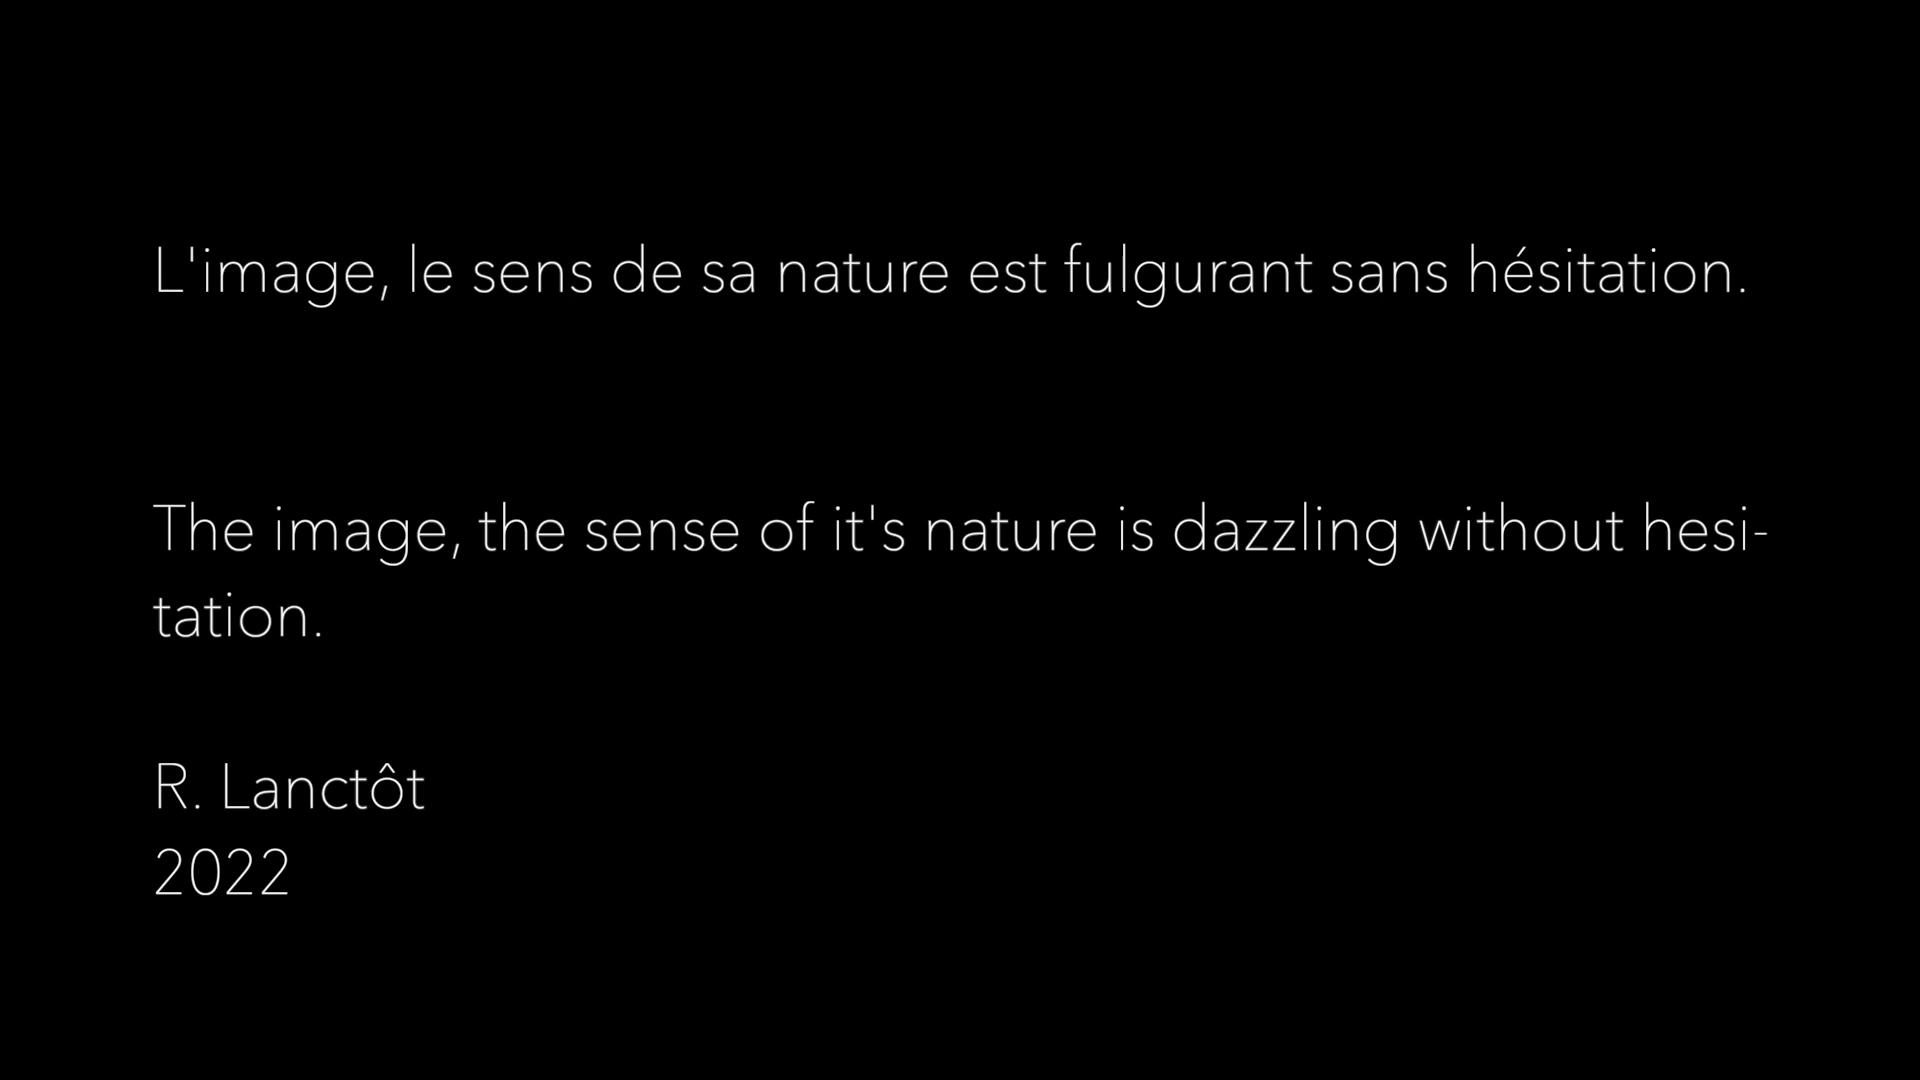 L'image, le sens de sa nature est fulgurant sans hésitation.
The image, the sense of it's nature is dazzling without hesi-
tation.
R. Lanctôt
2022